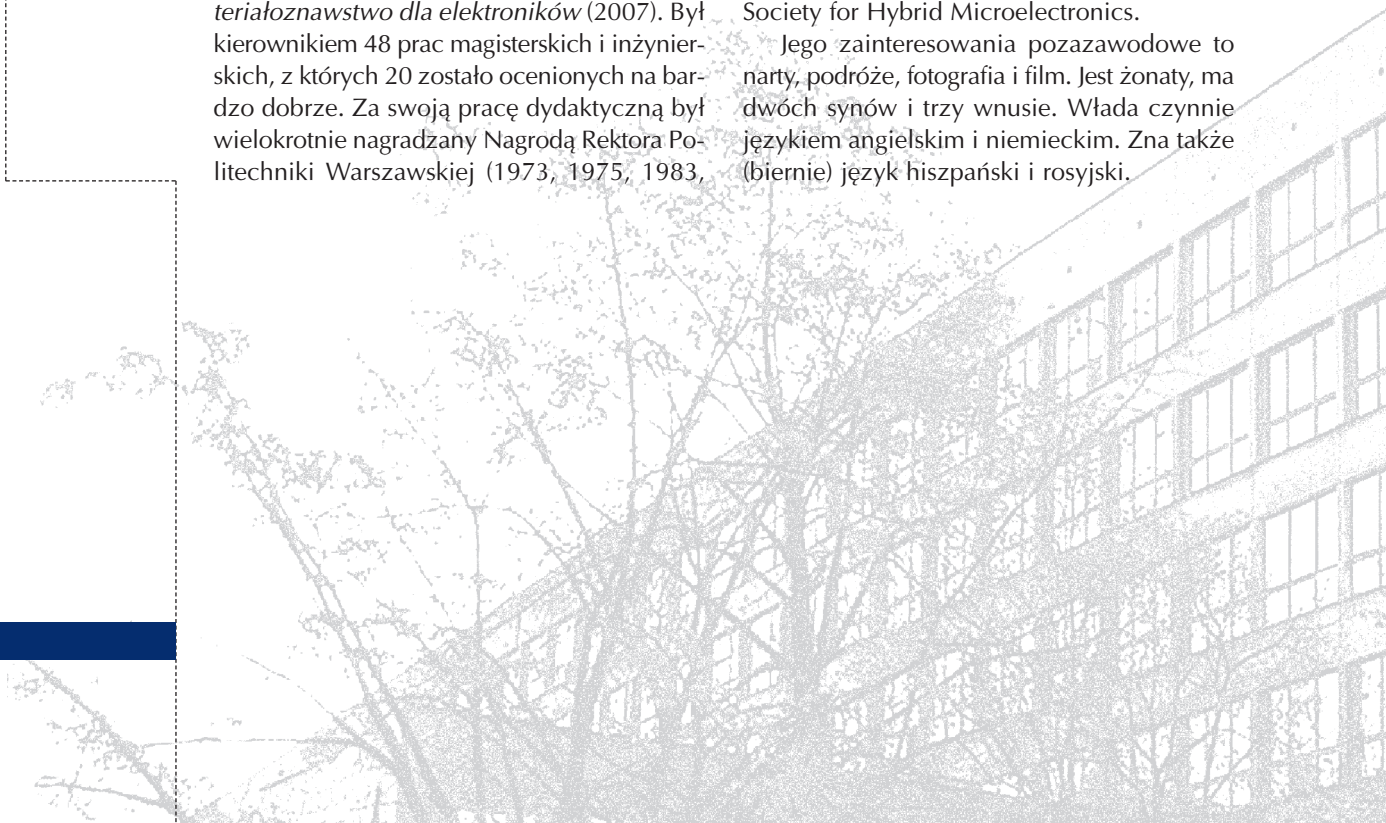 teriałoznawstwo dla elektroników (2007). Był
kierownikiem 48 prac magisterskich i inżynier-
skich, z których 20 zostało ocenionych na bar-
dzo dobrze. Za swoją pracę dydaktyczną był
wielokrotnie nagradzany Nagrodą Rektora Po-
litechniki Warszawskiej (1973, 1975, 1983,
Society for Hybrid Microelectronics.
Jego zainteresowania pozazawodowe to
narty, podróże, fotografia i film. Jest żonaty, ma
dwóch synów i trzy wnusie. Włada czynnie
językiem angielskim i niemieckim. Zna także
(biernie) język hiszpański i rosyjski.